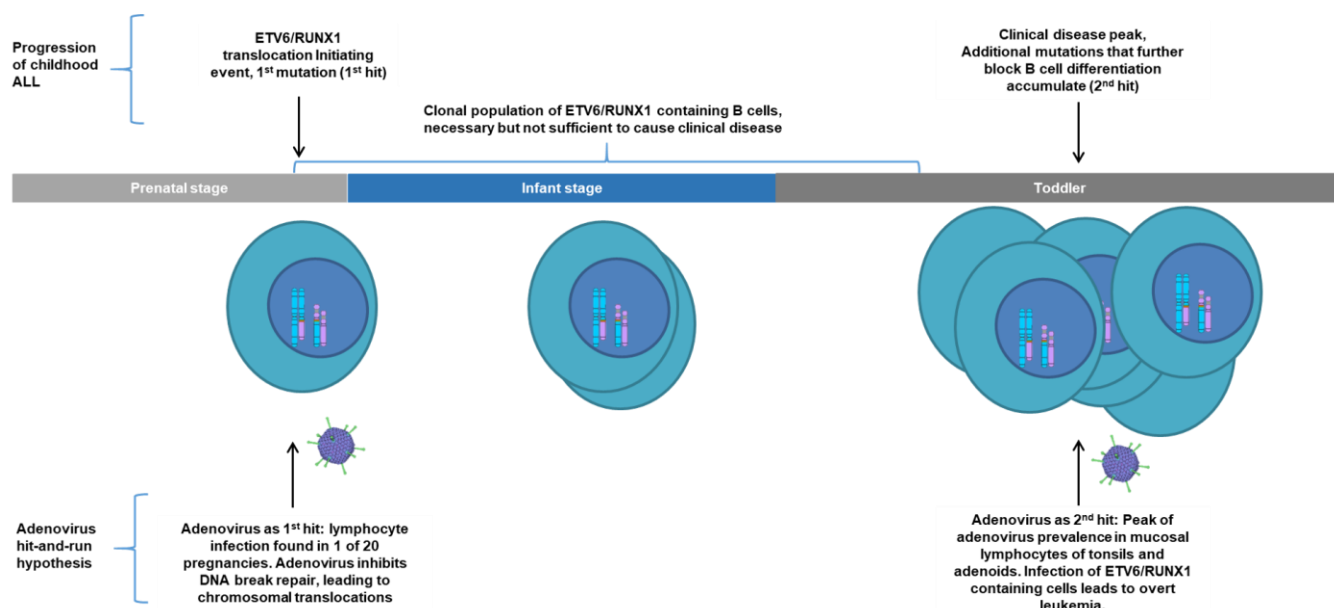 Progression
of childhood
ALL
ETV6/RUNX1
translocation Initiating
event, 1st mutation (1st hit)
Clonal population of ETV6/RUNX1 containing B cells,
necessary but not sufficient to cause clinical disease
Clinical disease peak,
Additional mutations that further
block B cell differentiation
accumulate (2nd hit)
Prenatal stage
Infant stage
Toddler
Adenovirus
hit-and-run
hypothesis
Adenovirus as 1st hit: lymphocyte
infection found in 1 of 20
pregnancies. Adenovirus inhibits
DNA break repair, leading to
chromosomal translocations
Adenovirus as 2nd hit: Peak of
adenovirus prevalence in mucosal
lymphocytes of tonsils and
adenoids. Infection of ETV6/RUNX1
containing cells leads to overt
leukemia.